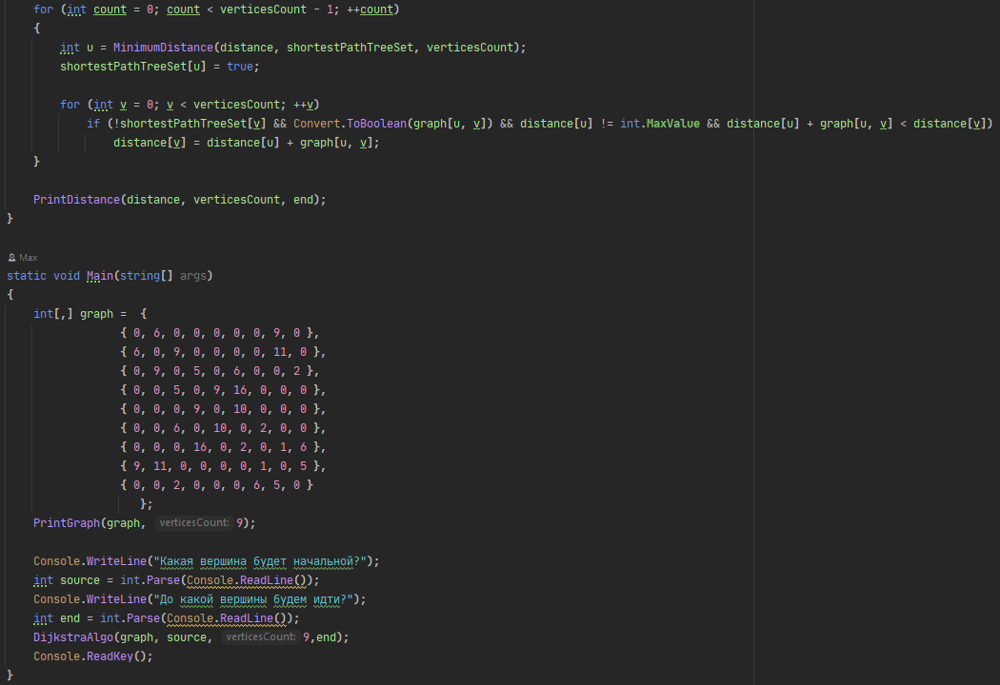 for (int count = 0; count < verticesCount - 1; ++count)
{
int u = MinimumDistance(distance, shortestPathTreeSet, verticesCount);
shortestPathTreeSet[u] = true;
for (int v = 0; v < verticesCount; ++v)
if (!shortestPathTreeSet[v] && Convert.ToBoolean(graph[u, v]) && distance[u] != int.MaxValue && distance[u] + graph[u, v] < distance[v])
distance[v] = distance[u] + graph[u, v];
}
PrintDistance(distance, verticesCount, end);
}
Max
static void Main(string[] args)
{
int[,] graph =  {
{ 0, 6, 0, 0, 0, 0, 0, 9, 0 },
{ 6, 0, 9, 0, 0, 0, 0, 11, 0 },
{ 0, 9, 0, 5, 0, 6, 0, 0, 2 },
{ 0, 0, 5, 0, 9, 16, 0, 0, 0 },
{ 0, 0, 0, 9, 0, 10, 0, 0, 0 },
{ 0, 0, 6, 0, 10, 0, 2, 0, 0 },
{ 0, 0, 0, 16, 0, 2, 0, 1, 6 },
{ 9, 11, 0, 0, 0, 0, 1, 0, 5 },
{ 0, 0, 2, 0, 0, 0, 6, 5, 0 }
};
PrintGraph(graph, verticesCount: 9);
Console.WriteLine("Какая вершина будет начальной?");
int source = int.Parse(Console.ReadLine());
Console.WriteLine("До какой вершины будем идти?");
int end = int.Parse(Console.ReadLine());
DijkstraAlgo(graph, source, verticesCount: 9,end);
Console.ReadKey();
}